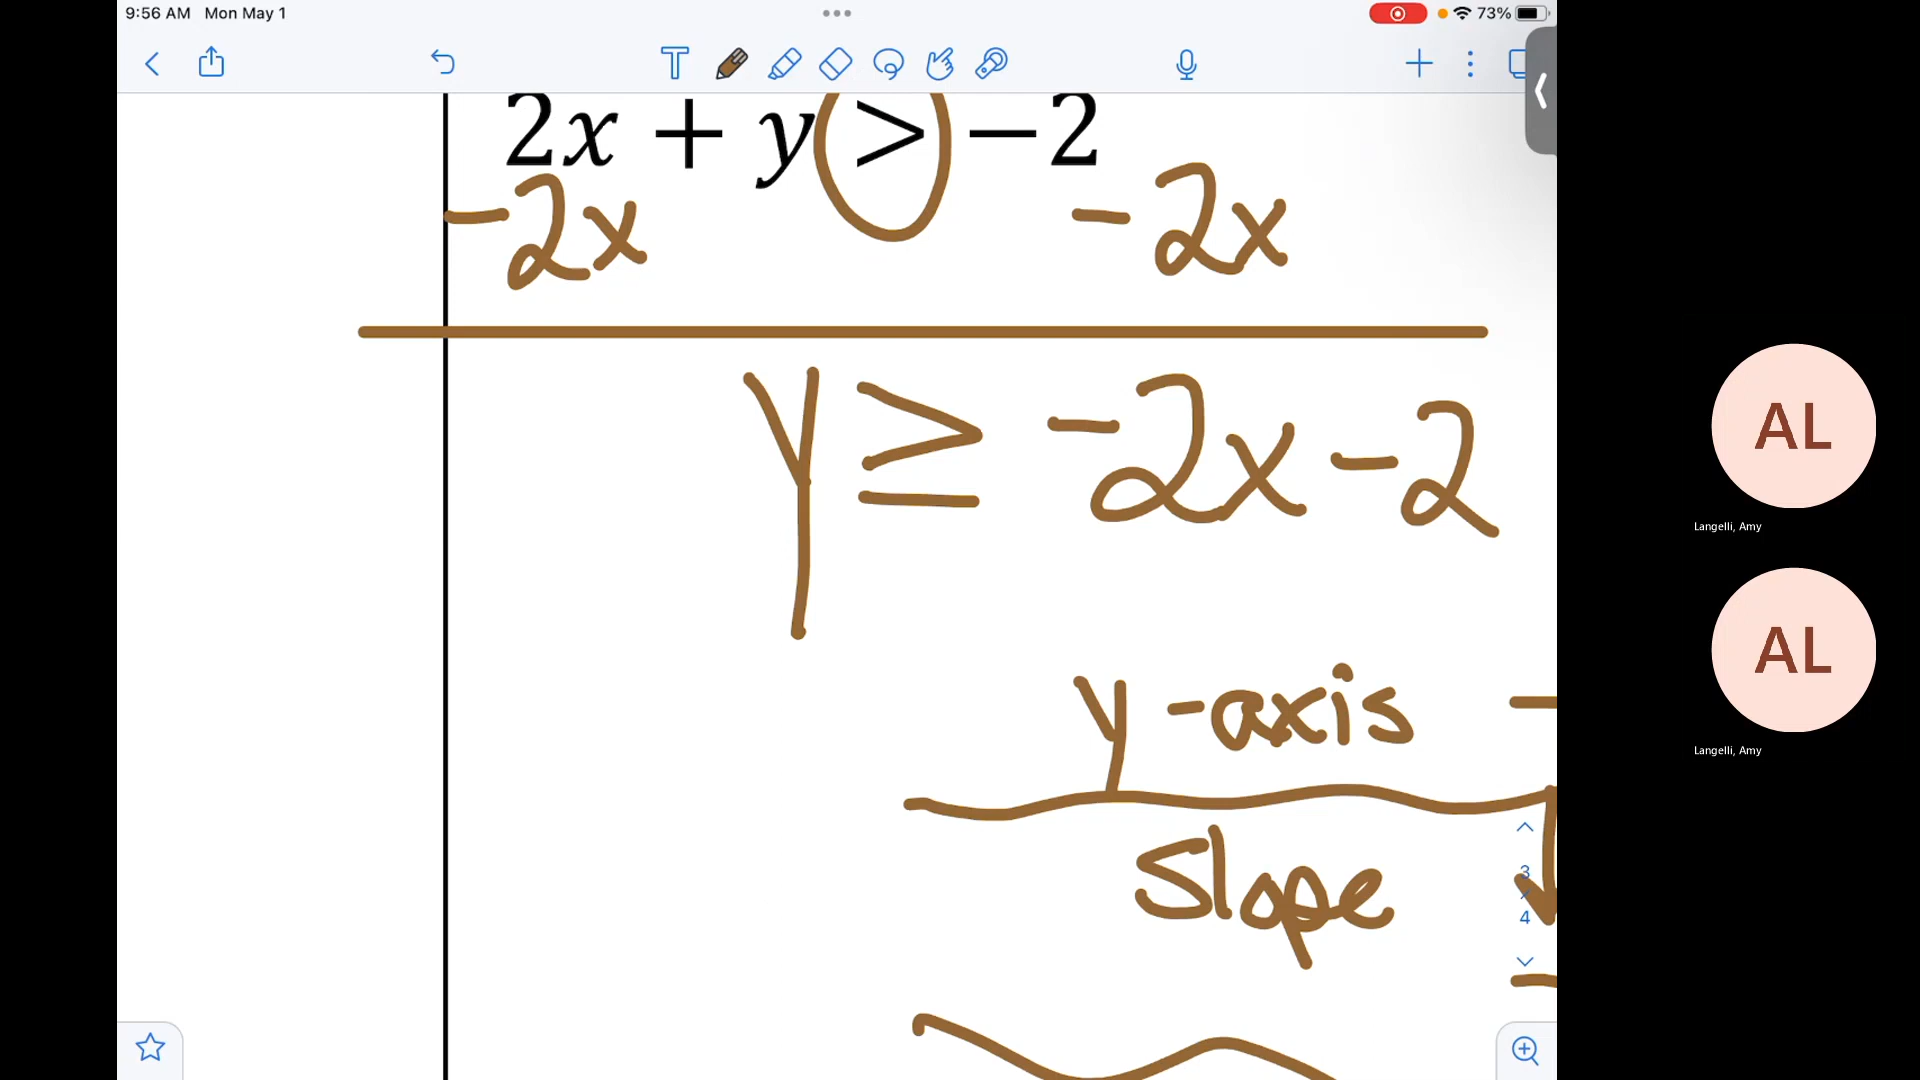 9:56 AM Mon May 1
73%
2x + y > −2
-2x -2x
y ≥ -2x-2
y-axis
Slope
3
4
AL
Langelli, Amy
AL
Langelli, Amy